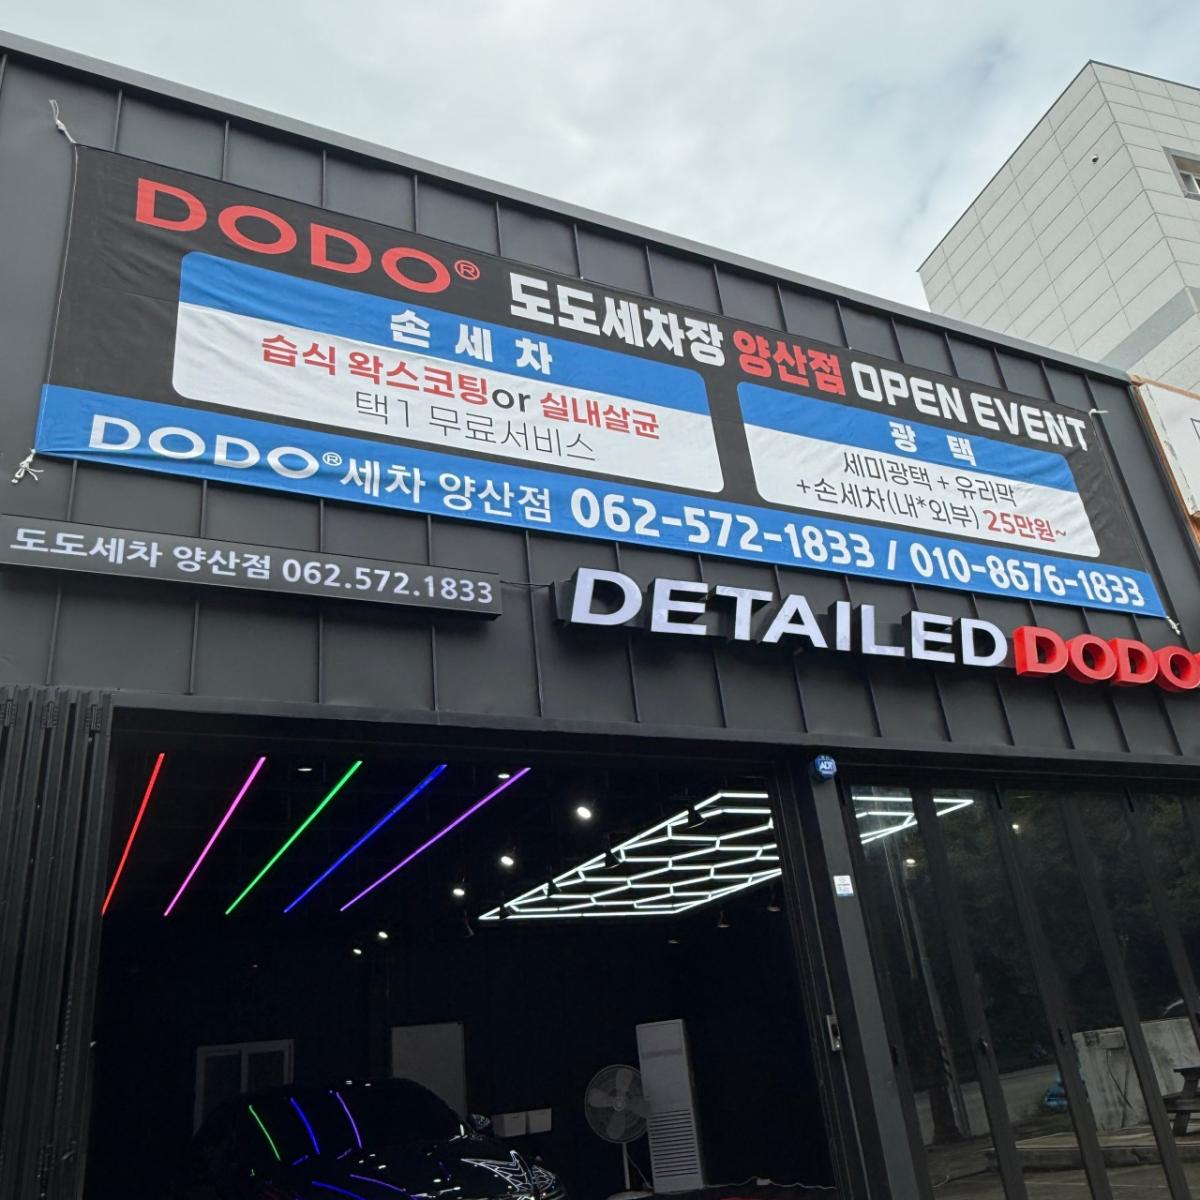 DODO®
도도세차장 양산점 OPEN EVENT
손 세 차
습식 왁스코팅or 실내살균
택1 무료서비스
광 택
세미광택 + 유리막
+손세차(내*외부) 25만원~
DODO®세차 양산점 062-572-1833 / 010-8676-1833
도도세차 양산점 062.572.1833
DETAILED DODO
ADT